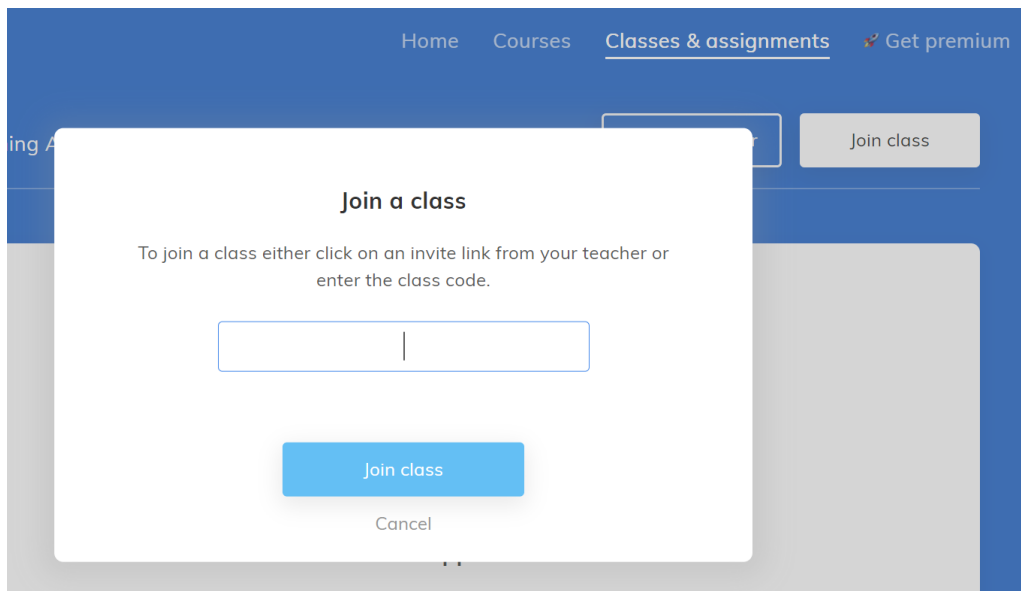 Home Courses Classes & assignments 🚀 Get premium
ing
Join class
Join a class
To join a class either click on an invite link from your teacher or
enter the class code.
Join class
Cancel